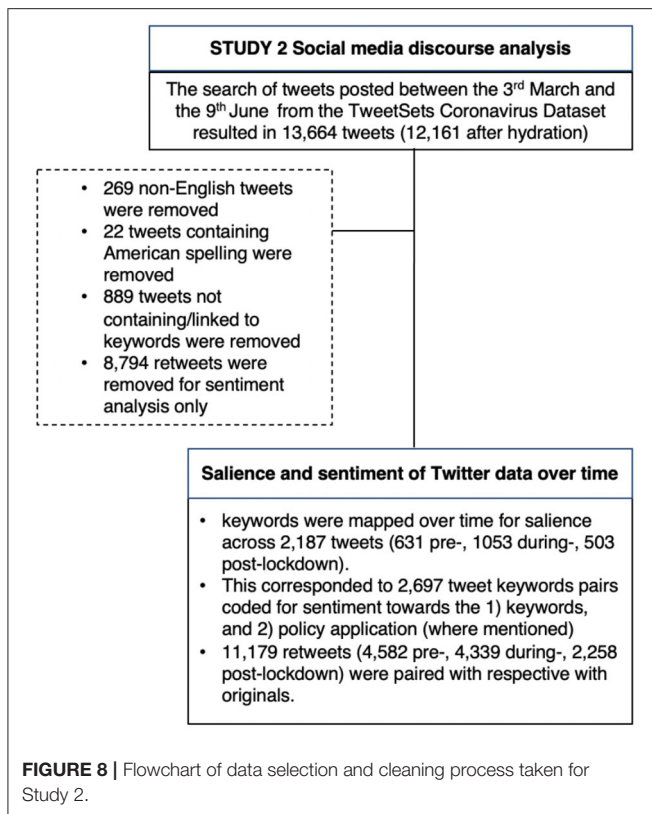 STUDY 2 Social media discourse analysis
The search of tweets posted between the 3rd March and
the 9th June from the TweetSets Coronavirus Dataset
resulted in 13,664 tweets (12,161 after hydration)
• 269 non-English tweets
were removed
• 22 tweets containing
American spelling were
removed
• 889 tweets not
containing/linked to
keywords were removed
• 8,794 retweets were
removed for sentiment
analysis only
Salience and sentiment of Twitter data over time
• keywords were mapped over time for salience
across 2,187 tweets (631 pre-, 1053 during-, 503
post-lockdown).
• This corresponded to 2,697 tweet keywords pairs
coded for sentiment towards the 1) keywords,
and 2) policy application (where mentioned)
• 11,179 retweets (4,582 pre-, 4,339 during-, 2,258
post-lockdown) were paired with respective with
originals.
FIGURE 8 | Flowchart of data selection and cleaning process taken for
Study 2.